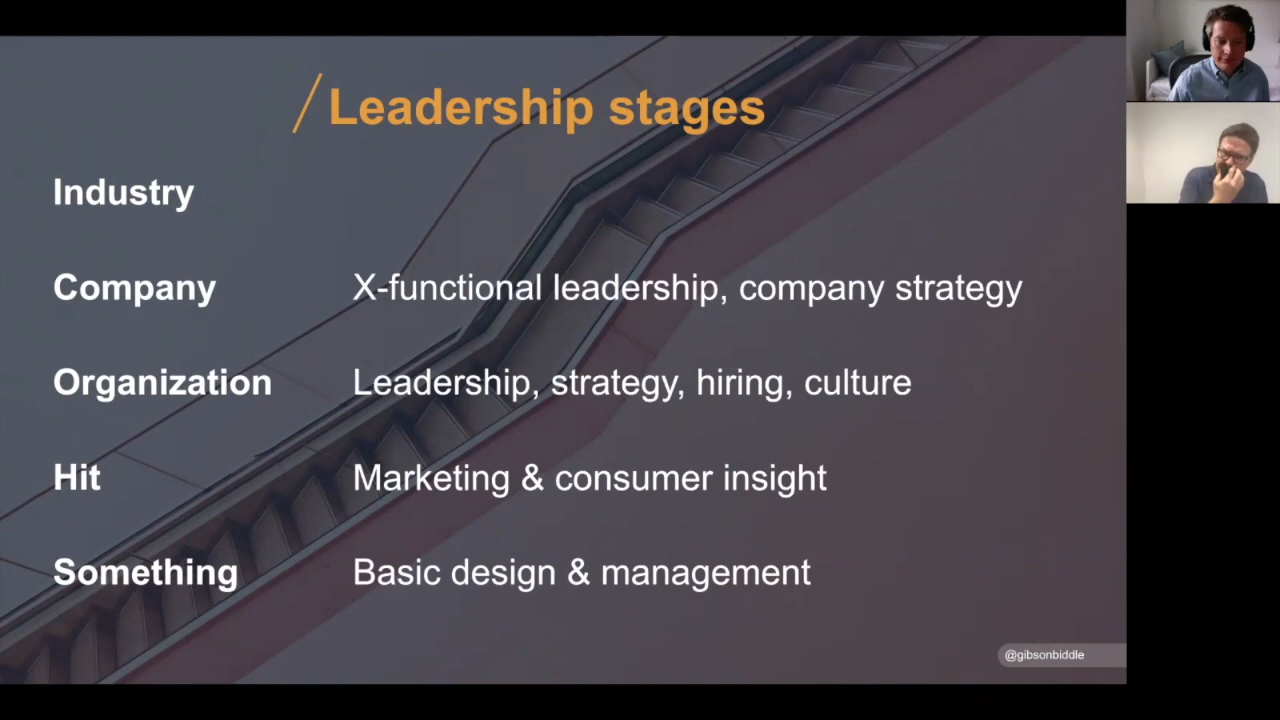 Leadership stages
Industry
Company X-functional leadership, company strategy
Organization Leadership, strategy, hiring, culture
Hit Marketing & consumer insight
Something Basic design & management
@gibsonbiddle